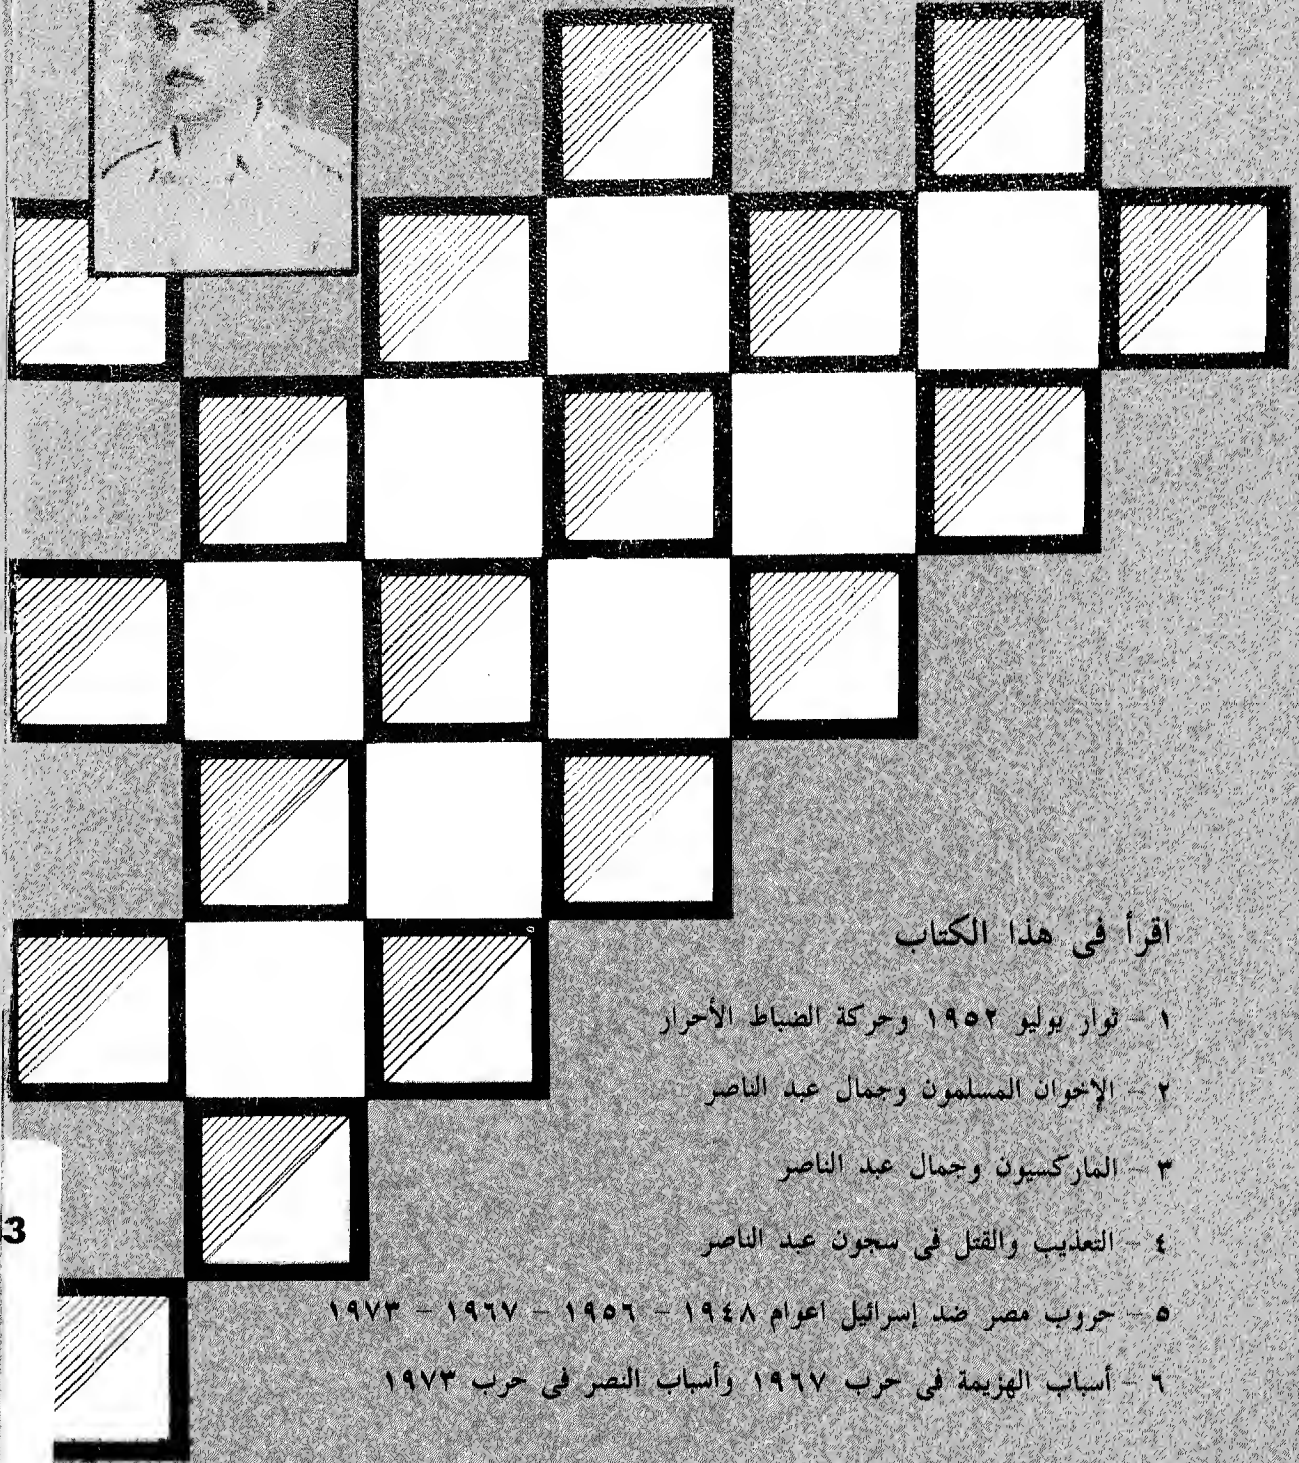 اقرأ فى هذا الكتاب
١ – ثوار يوليو ١٩٥٢ وحركة الضباط الأحرار
٢ – الإخوان المسلمون وجمال عبد الناصر
٣ – الماركسيون وجمال عبد الناصر
٤ – التعذيب والقتل فى سجون عبد الناصر
٥ – حروب مصر ضد إسرائيل اعوام ١٩٤٨ – ١٩٥٦ – ١٩٦٧ – ١٩٧٣
٦ – أسباب الهزيمة فى حرب ١٩٦٧ وأسباب النصر فى حرب ١٩٧٣
3